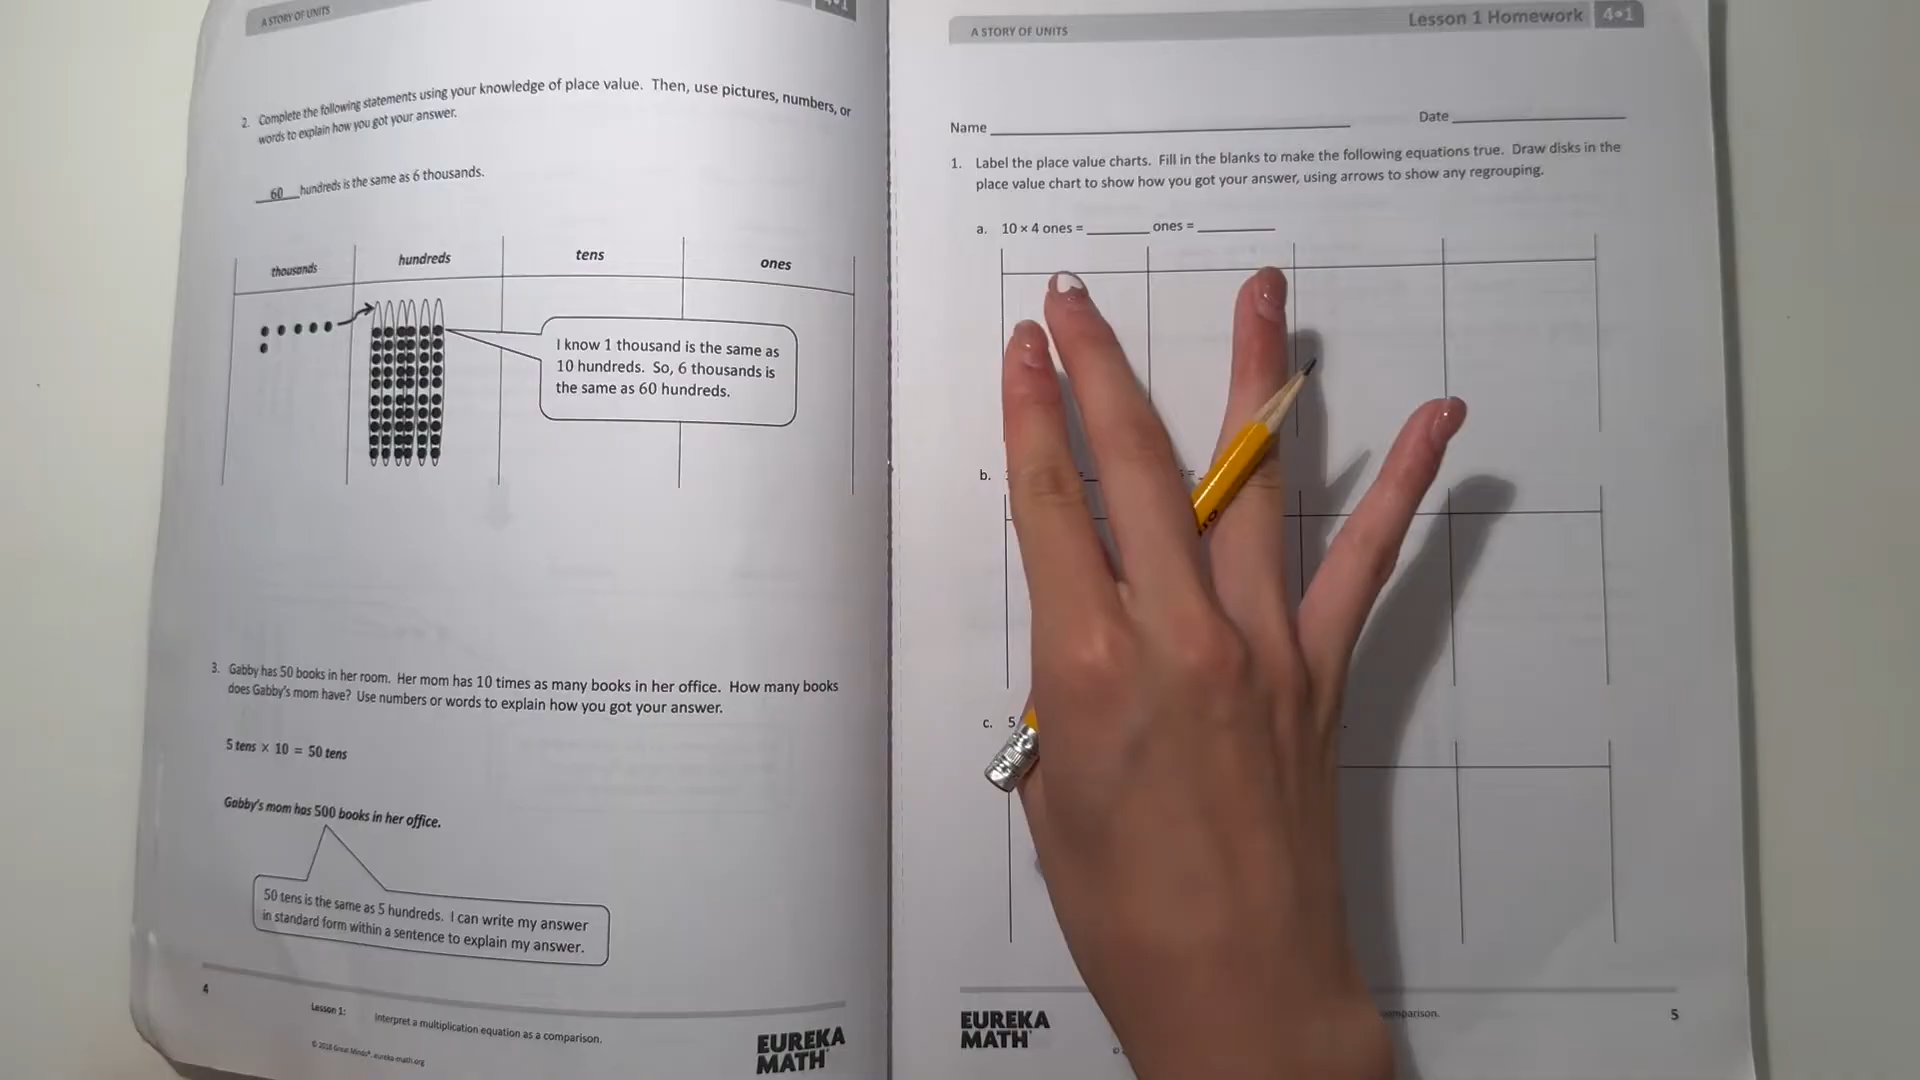 A STORY OF UNITS
2. Complete the following statements using your knowledge of place value. Then, use pictures, numbers, or
words to explain how you got your answer.
60 hundreds is the same as 6 thousands.
thousands hundreds tens ones
I know 1 thousand is the same as
10 hundreds. So, 6 thousands is
the same as 60 hundreds.
3. Gabby has 50 books in her room. Her mom has 10 times as many books in her office. How many books
does Gabby's mom have? Use numbers or words to explain how you got your answer.
5 tens × 10 = 50 tens
Gabby's mom has 500 books in her office.
50 tens is the same as 5 hundreds. I can write my answer
in standard form within a sentence to explain my answer.
4
Lesson 1: Interpret a multiplication equation as a comparison.
© 2018 Great Minds®. eureka-math.org
EUREKA
MATH
A STORY OF UNITS Lesson 1 Homework 4•1
Name Date
1. Label the place value charts. Fill in the blanks to make the following equations true. Draw disks in the
place value chart to show how you got your answer, using arrows to show any regrouping.
a. 10 × 4 ones = ________ ones = ________
b.
c. 5
EUREKA
MATH
comparison.
5